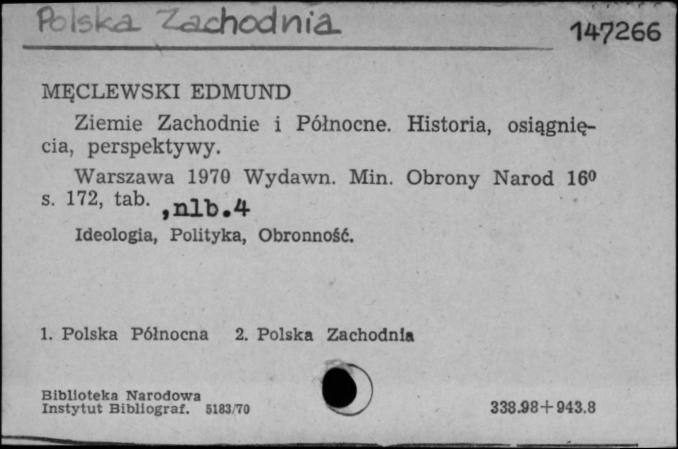 Polska Zachodnia
147266
MĘCLEWSKI EDMUND
Ziemie Zachodnie i Północne. Historia, osiągnię-
cia, perspektywy.
Warszawa 1970 Wydawn. Min. Obrony Narod 16⁰
s. 172, tab. ,nlb.4
Ideologia, Polityka, Obronność.
1. Polska Północna 2. Polska Zachodnia
Biblioteka Narodowa
Instytut Bibliograf. 5183/70
338.98+943.8